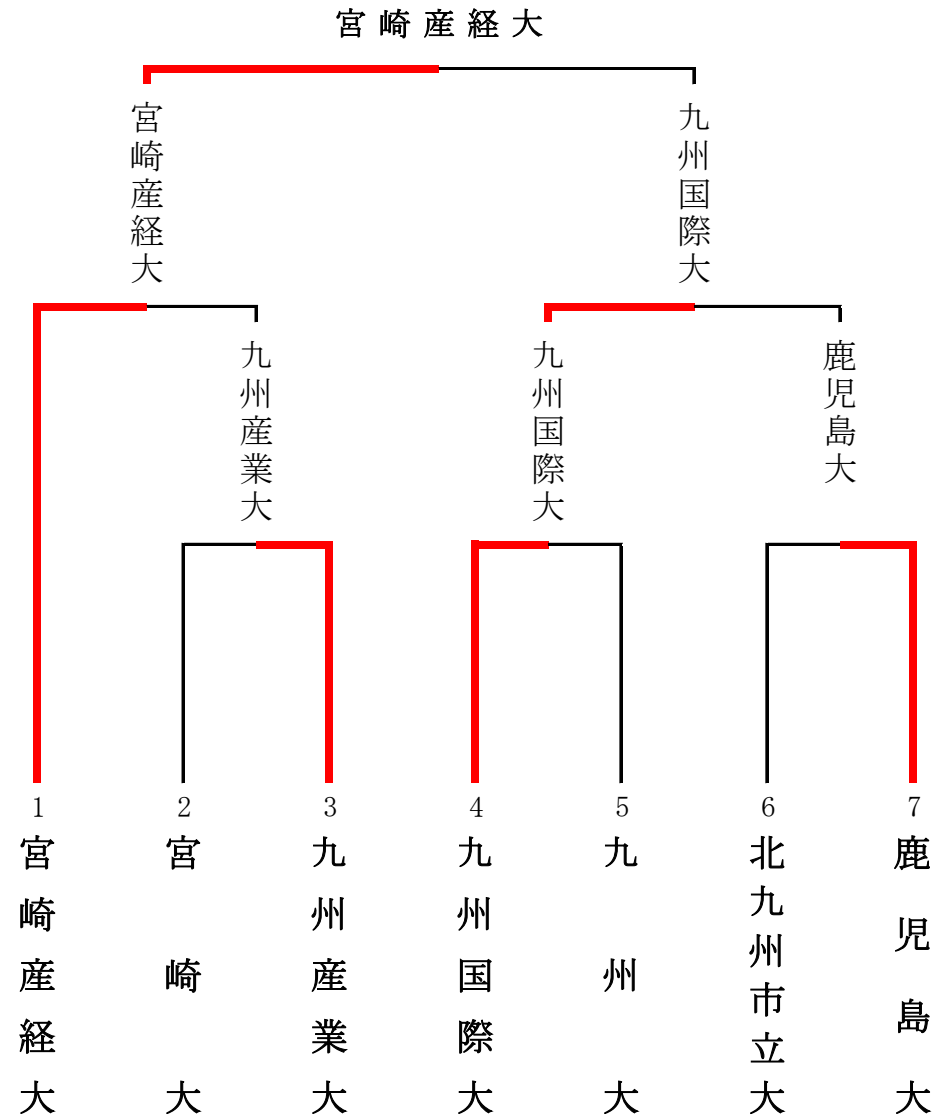 宮崎産経大
宮崎産経大
九州国際大
九州産業大
九州国際大
鹿児島大
1
2
3
4
5
6
7
宮崎産経大
宮崎大
九州産業大
九州国際大
九州大
北九州市立大
鹿児島大